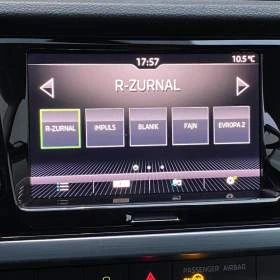 17:57
10.5°C
R-ZURNAL
R-ZURNAL IMPULS BLANIK FAJN EVROPA 2
PASSENGER AIRBAG